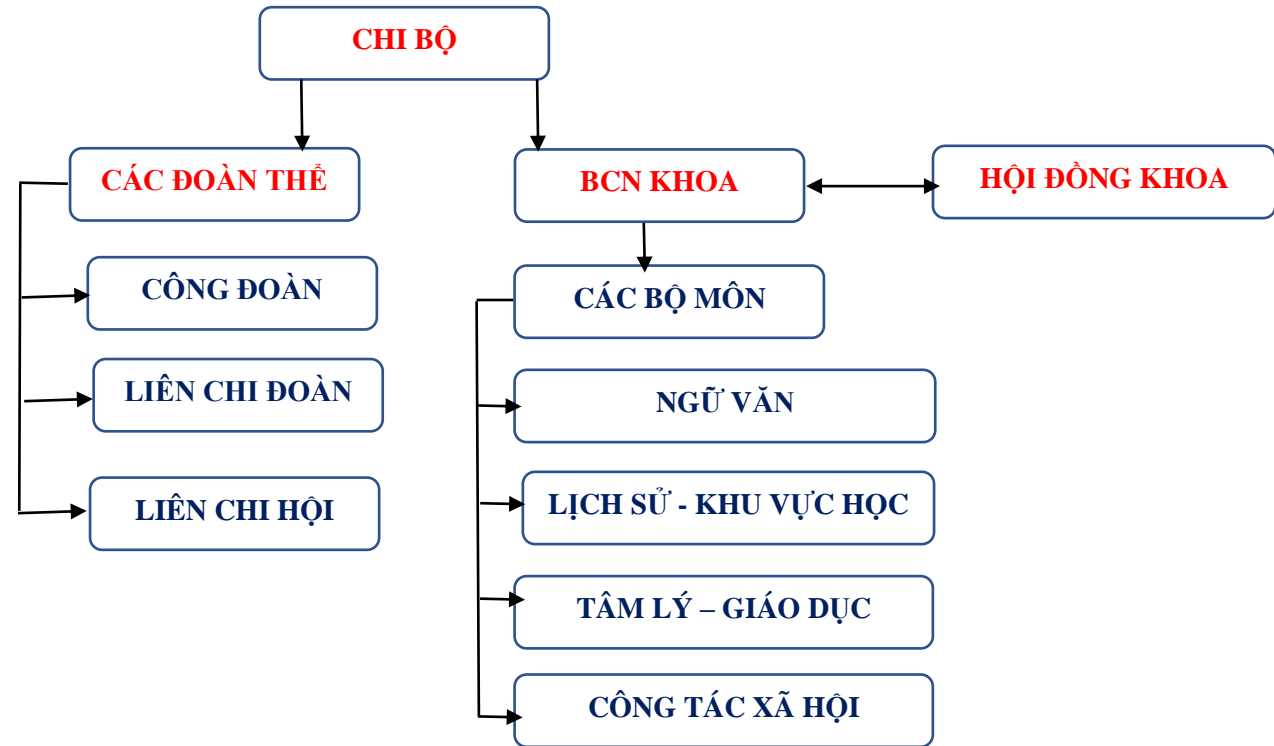 CHI BỘ
CÁC ĐOÀN THỂ
BCN KHOA
HỘI ĐỒNG KHOA
CÔNG ĐOÀN
CÁC BỘ MÔN
LIÊN CHI ĐOÀN
NGỮ VĂN
LIÊN CHI HỘI
LỊCH SỬ - KHU VỰC HỌC
TÂM LÝ – GIÁO DỤC
CÔNG TÁC XÃ HỘI